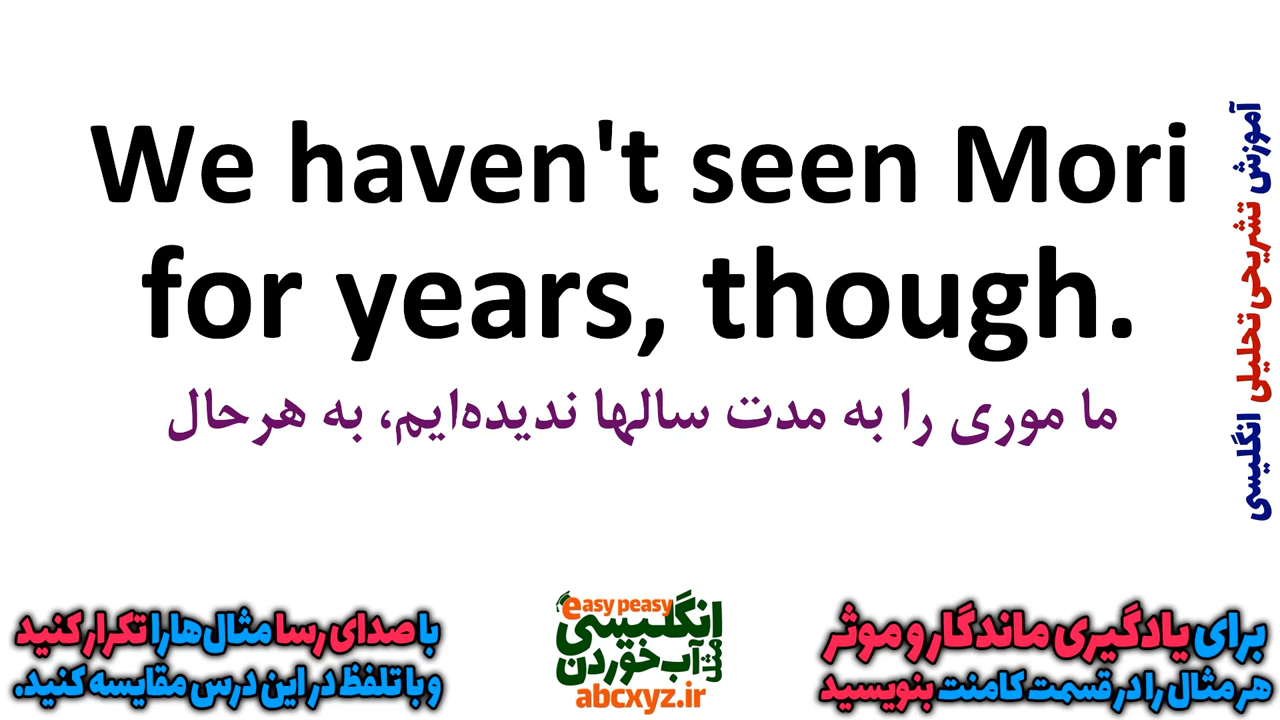 We haven't seen Mori
for years, though.
ما موری را به مدت سالها ندیده‌ایم، به هرحال
آموزش تشریحی تحلیلی انگلیسی
برای یادگیری ماندگار و موثر
هر مثال را در قسمت کامنت بنویسید
easy peasy
انگلیسی
مثل آب خوردن
abcxyz.ir
با صدای رسا مثال‌ها را تکرار کنید
و با تلفظ در این درس مقایسه کنید.